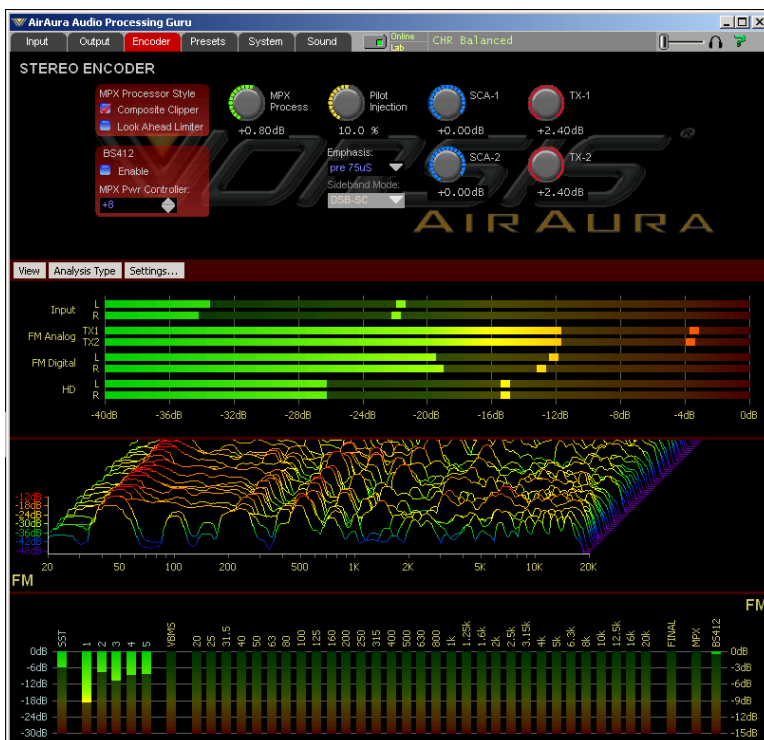 AirAura Audio Processing Guru
Input Output Encoder Presets System Sound Online Lab CHR Balanced
STEREO ENCODER
MPX Processor Style
Composite Clipper
Look Ahead Limiter
MPX Process
+0.80dB
Pilot Injection
10.0 %
SCA-1
+0.00dB
TX-1
+2.40dB
BS412
Enable
MPX Pwr Controller:
+8
Emphasis:
pre 75uS
Sideband Mode:
DSB-SC
SCA-2
+0.00dB
TX-2
+2.40dB
VORSIS
AIRAURA
View Analysis Type Settings...
Input L
R
FM Analog TX1
TX2
FM Digital L
R
HD L
R
-40dB -36dB -32dB -28dB -24dB -20dB -16dB -12dB -8dB -4dB 0dB
-12dB
-18dB
-24dB
-30dB
-36dB
-42dB
-48dB
20 50 100 200 500 1K 2K 5K 10K 20K
FM
FM
SST 1 2 3 4 5 VBMS 20 25 31.5 40 50 63 80 100 125 160 200 250 315 400 500 630 800 1k 1.25k 1.6k 2k 2.5k 3.15k 4k 5k 6.3k 8k 10k 12.5k 16k 20k FINAL MPX BS412
0dB 0dB
-6dB -3dB
-12dB -6dB
-18dB -9dB
-24dB -12dB
-30dB -15dB